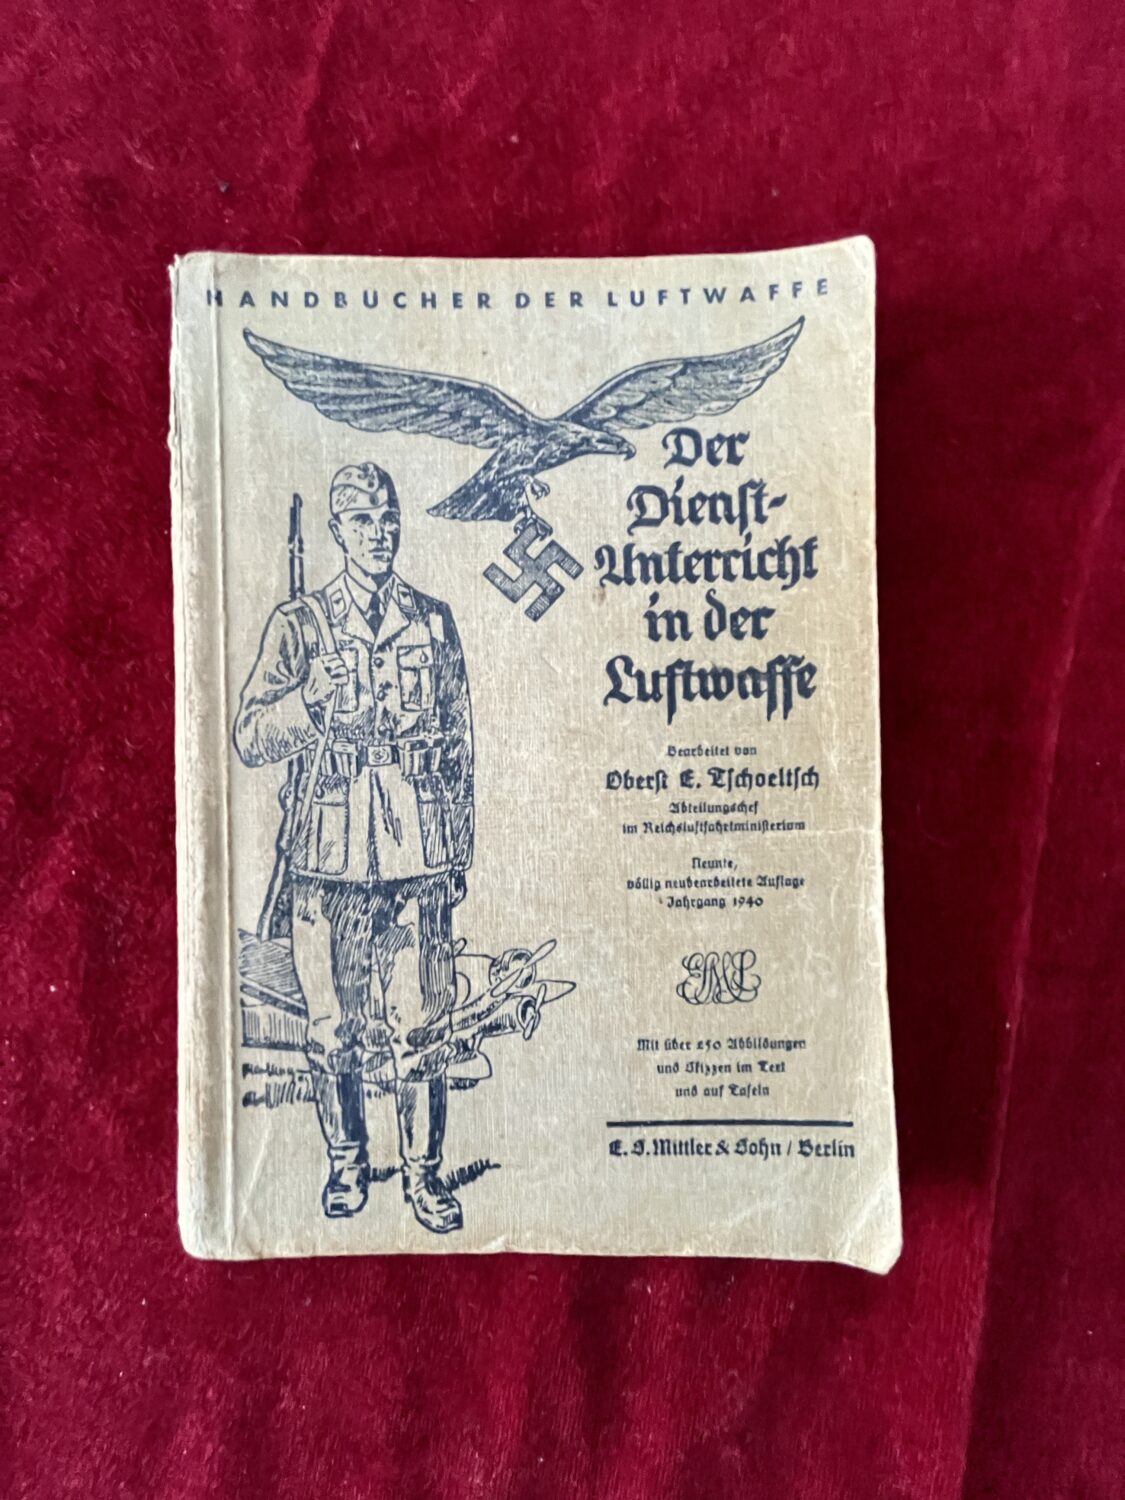 HANDBÜCHER DER LUFTWAFFE
Der
Dienst-
Unterricht
in der
Luftwaffe
Bearbeitet von
Oberst E. Tschoeltsch
Abteilungschef
im Reichsluftfahrtministerium
Neunte,
völlig neubearbeitete Auflage
Jahrgang 1940
Mit über 250 Abbildungen
und Skizzen im Text
und auf Tafeln
E. S. Mittler & Sohn / Berlin